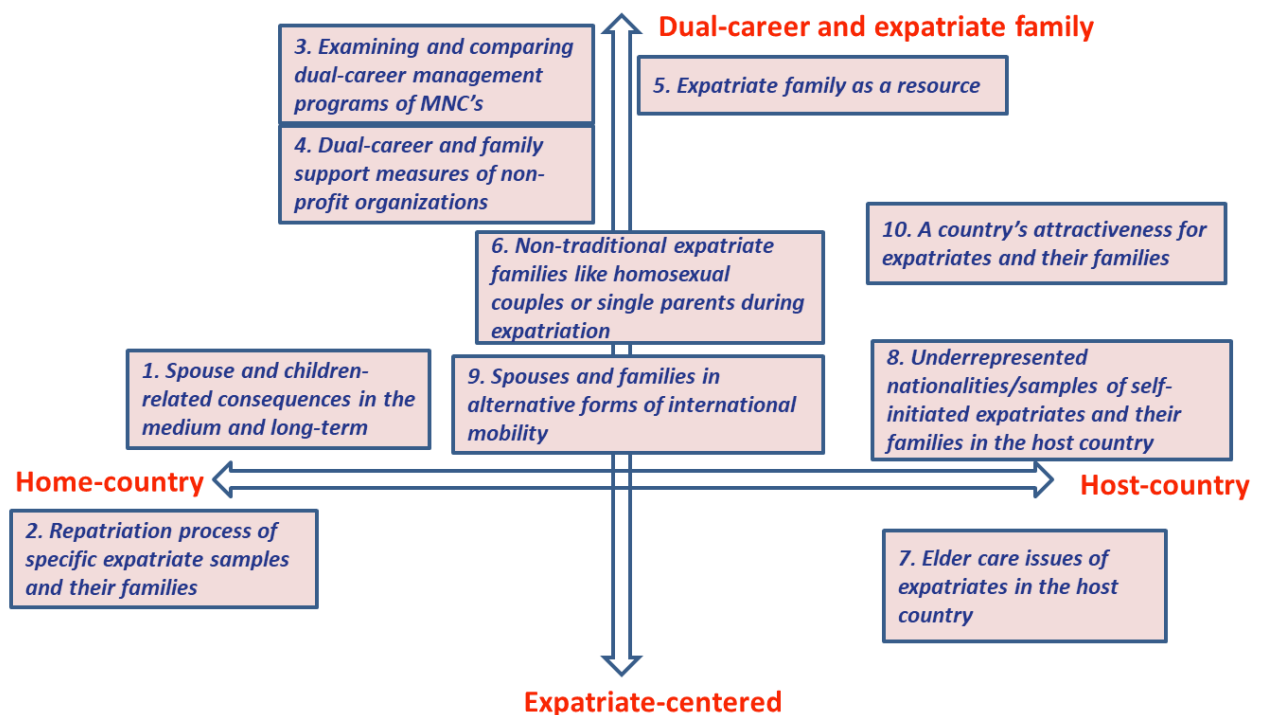 Dual-career and expatriate family
3. Examining and comparing
dual-career management
programs of MNC's
5. Expatriate family as a resource
4. Dual-career and family
support measures of non-
profit organizations
10. A country's attractiveness for
expatriates and their families
6. Non-traditional expatriate
families like homosexual
couples or single parents during
expatriation
1. Spouse and children-
related consequences in the
medium and long-term
9. Spouses and families in
alternative forms of international
mobility
8. Underrepresented
nationalities/samples of self-
initiated expatriates and their
families in the host country
Home-country
Host-country
2. Repatriation process of
specific expatriate samples
and their families
7. Elder care issues of
expatriates in the host
country
Expatriate-centered